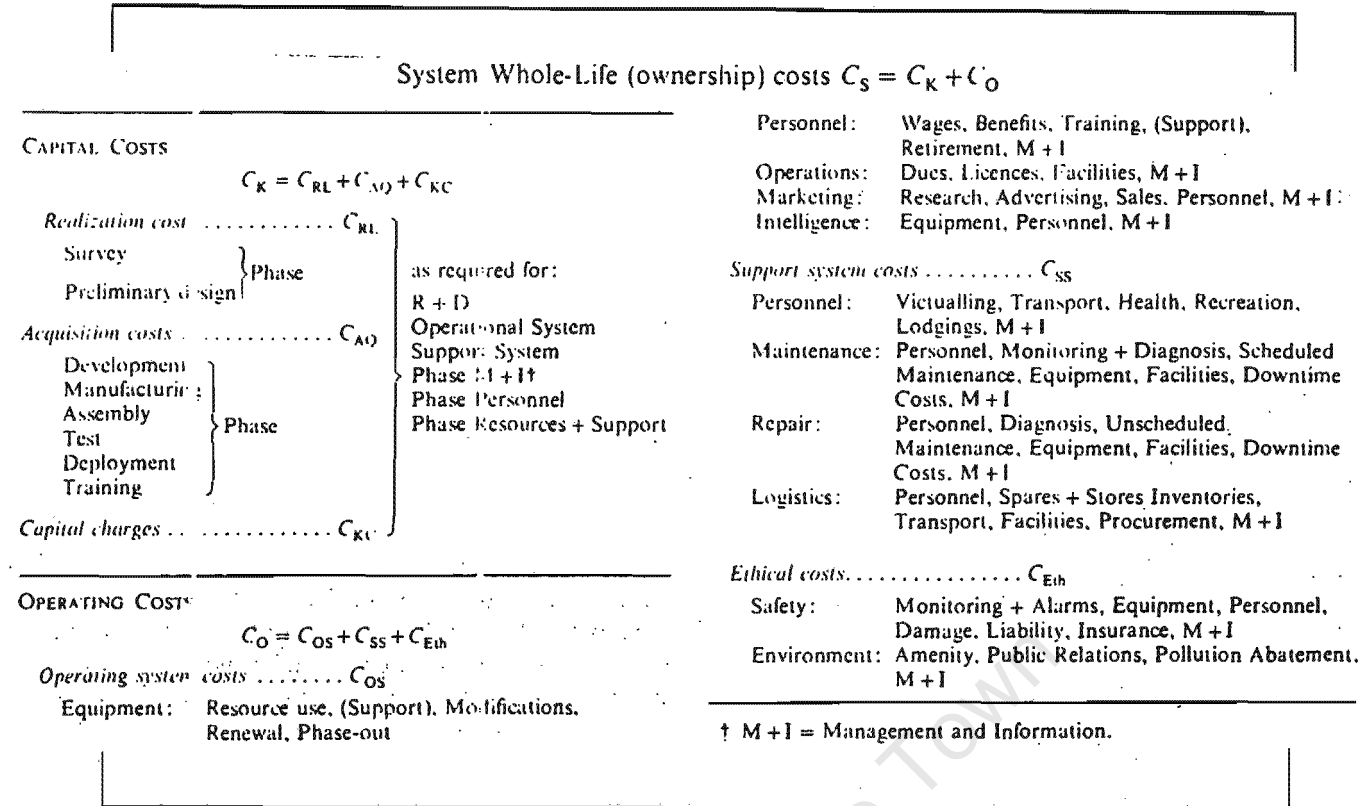 System Whole-Life (ownership) costs C_S = C_K + C_O
CAPITAL COSTS
C_K = C_RL + C_AQ + C_KC
Realization cost ............ C_RL
Survey
Preliminary design
Phase
Acquisition costs ............. C_AQ
Development
Manufacturing
Assembly
Test
Deployment
Training
Phase
Capital charges ............... C_KC
as required for:
R + D
Operational System
Support System
Phase M + I†
Phase Personnel
Phase Resources + Support
OPERATING COSTS
C_O = C_OS + C_SS + C_Eth
Operating system costs ........ C_OS
Equipment: Resource use, (Support), Modifications,
Renewal, Phase-out
Personnel: Wages, Benefits, Training, (Support),
Retirement, M + I
Operations: Dues, Licences, Facilities, M + I
Marketing: Research, Advertising, Sales, Personnel, M + I
Intelligence: Equipment, Personnel, M + I
Support system costs .......... C_SS
Personnel: Victualling, Transport, Health, Recreation,
Lodgings, M + I
Maintenance: Personnel, Monitoring + Diagnosis, Scheduled
Maintenance, Equipment, Facilities, Downtime
Costs, M + I
Repair: Personnel, Diagnosis, Unscheduled
Maintenance, Equipment, Facilities, Downtime
Costs, M + I
Logistics: Personnel, Spares + Stores Inventories,
Transport, Facilities, Procurement, M + I
Ethical costs................ C_Eth
Safety: Monitoring + Alarms, Equipment, Personnel,
Damage, Liability, Insurance, M + I
Environment: Amenity, Public Relations, Pollution Abatement,
M + I
† M + I = Management and Information.
Town